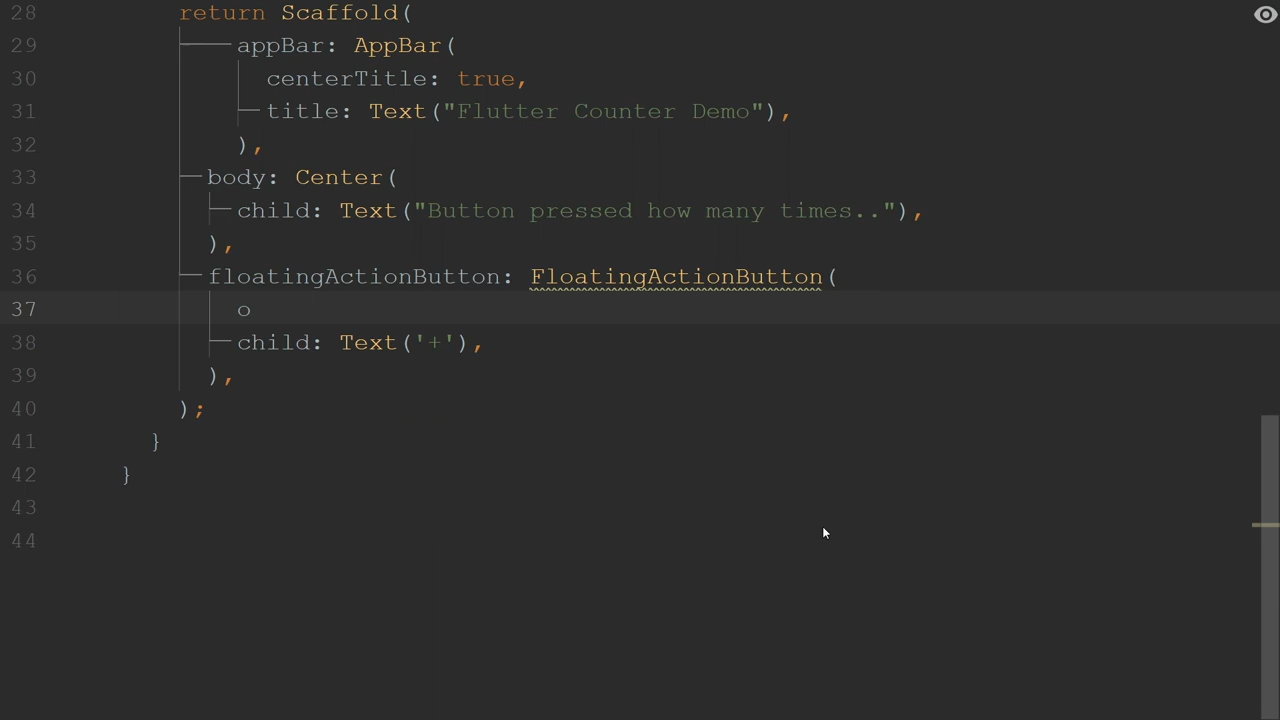 28 return Scaffold(
29 appBar: AppBar(
30 centerTitle: true,
31 title: Text("Flutter Counter Demo"),
32 ),
33 body: Center(
34 child: Text("Button pressed how many times.."),
35 ),
36 floatingActionButton: FloatingActionButton(
37 o
38 child: Text('+'),
39 ),
40 );
41 }
42 }
43
44